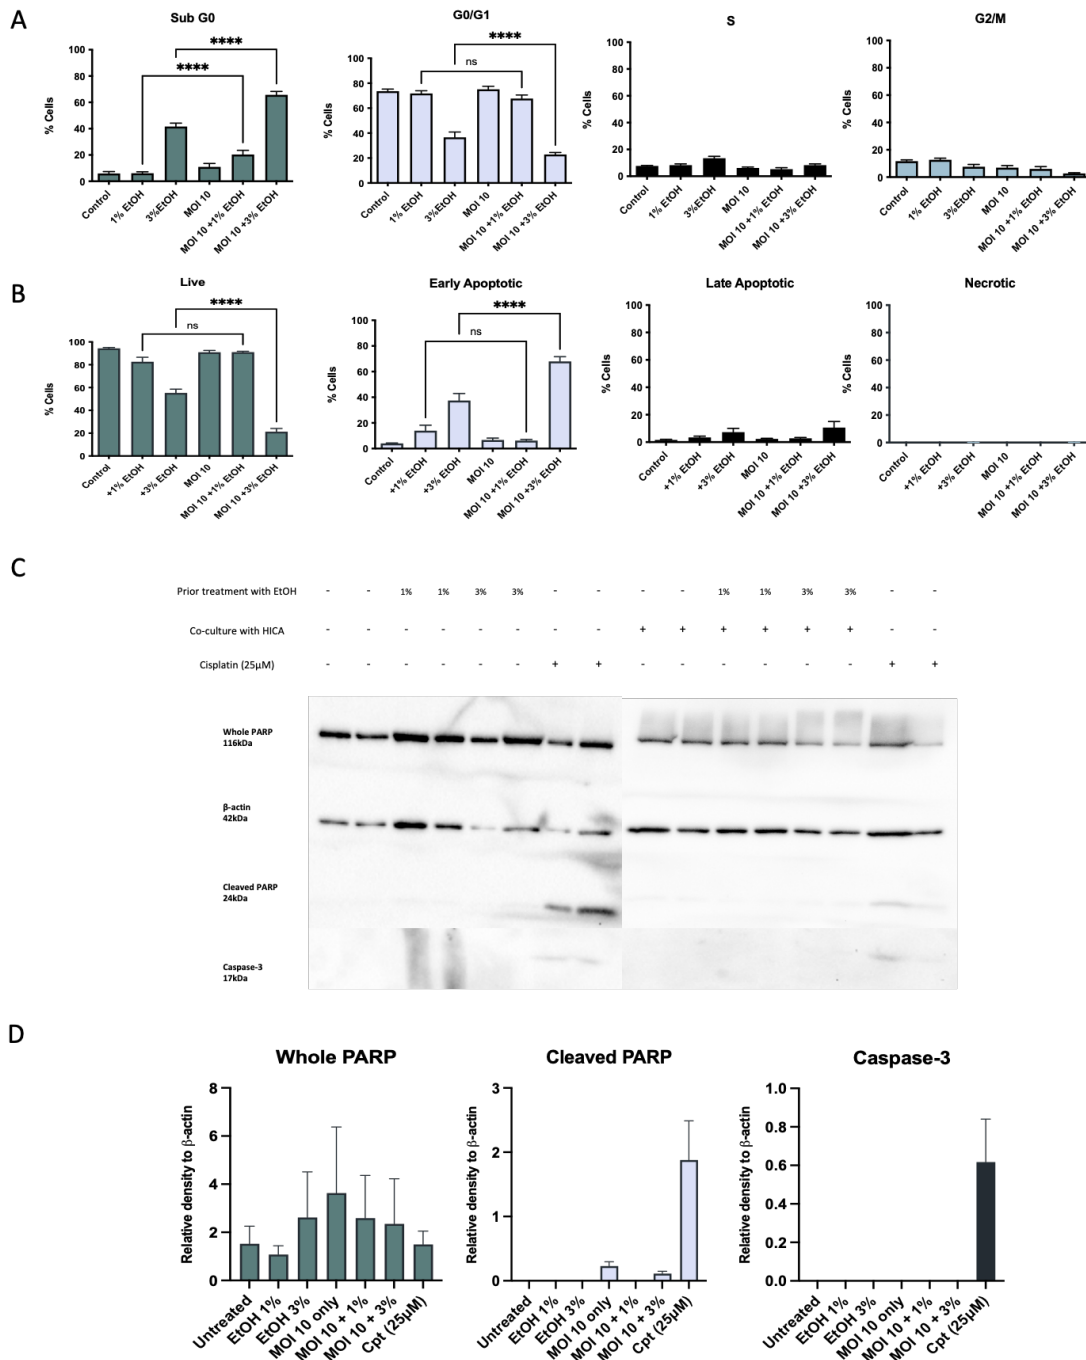 A
Sub G0
% Cells
100
80
60
40
20
0
****
****
Control
1% EtOH
3%EtOH
MOI 10
MOI 10 +1% EtOH
MOI 10 +3% EtOH
G0/G1
% Cells
100
80
60
40
20
0
****
ns
Control
1% EtOH
3% EtOH
MOI 10
MOI 10 +1% EtOH
MOI 10 +3% EtOH
S
% Cells
100
80
60
40
20
0
Control
1% EtOH
3%EtOH
MOI 10
MOI 10 +1% EtOH
MOI 10 +3% EtOH
G2/M
% Cells
100
80
60
40
20
0
Control
1% EtOH
3%EtOH
MOI 10
MOI 10 +1% EtOH
MOI 10 +3% EtOH
B
Live
% Cells
100
80
60
40
20
0
****
ns
Control
+1% EtOH
+3% EtOH
MOI 10
MOI 10 +1% EtOH
MOI 10 +3% EtOH
Early Apoptotic
% Cells
100
80
60
40
20
0
****
ns
Control
+1% EtOH
+3% EtOH
MOI 10
MOI 10 +1% EtOH
MOI 10 +3% EtOH
Late Apoptotic
% Cells
100
80
60
40
20
0
Control
+1% EtOH
+3% EtOH
MOI 10
MOI 10 +1% EtOH
MOI 10 +3% EtOH
Necrotic
% Cells
100
80
60
40
20
0
Control
+1% EtOH
+3% EtOH
MOI 10
MOI 10 +1% EtOH
MOI 10 +3% EtOH
C
Prior treatment with EtOH - - 1% 1% 3% 3% - - - - 1% 1% 3% 3% - -
Co-culture with HICA - - - - - - - - + + + + + + - -
Cisplatin (25μM) - - - - - - + + - - - - - - + +
Whole PARP
116kDa
β-actin
42kDa
Cleaved PARP
24kDa
Caspase-3
17kDa
D
Whole PARP
Relative density to β-actin
8
6
4
2
0
Untreated
EtOH 1%
EtOH 3%
MOI 10 only
MOI 10 + 1%
MOI 10 + 3%
Cpt (25μM)
Cleaved PARP
Relative density to β-actin
3
2
1
0
Untreated
EtOH 1%
EtOH 3%
MOI 10 only
MOI 10 + 1%
MOI 10 + 3%
Cpt (25μM)
Caspase-3
Relative density to β-actin
1.0
0.8
0.6
0.4
0.2
0.0
Untreated
EtOH 1%
EtOH 3%
MOI 10 only
MOI 10 + 1%
MOI 10 + 3%
Cpt (25μM)